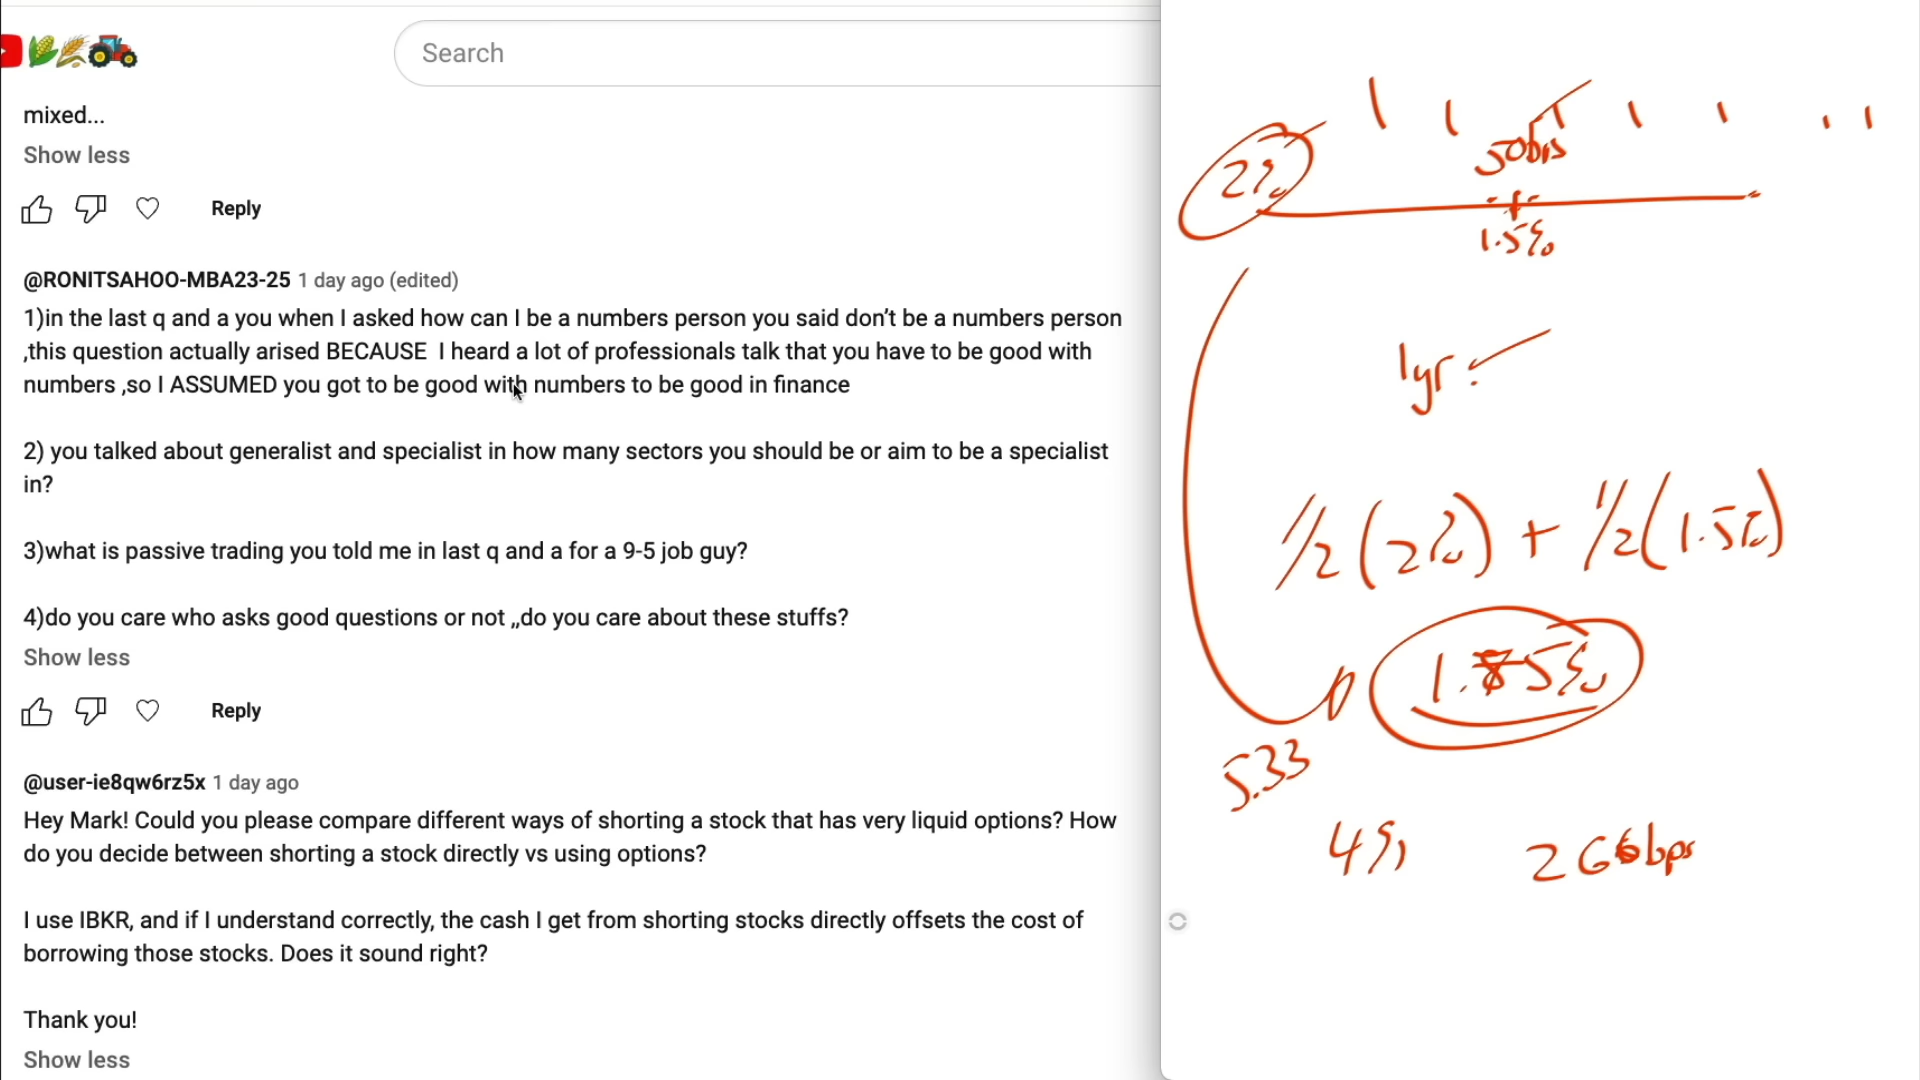 Search
mixed...
Show less
Reply
@RONITSAHOO-MBA23-25 1 day ago (edited)
1)in the last q and a you when I asked how can I be a numbers person you said don’t be a numbers person
,this question actually arised BECAUSE I heard a lot of professionals talk that you have to be good with
numbers ,so I ASSUMED you got to be good with numbers to be good in finance
2) you talked about generalist and specialist in how many sectors you should be or aim to be a specialist
in?
3)what is passive trading you told me in last q and a for a 9-5 job guy?
4)do you care who asks good questions or not ,,do you care about these stuffs?
Show less
Reply
@user-ie8qw6rz5x 1 day ago
Hey Mark! Could you please compare different ways of shorting a stock that has very liquid options? How
do you decide between shorting a stock directly vs using options?
I use IBKR, and if I understand correctly, the cash I get from shorting stocks directly offsets the cost of
borrowing those stocks. Does it sound right?
Thank you!
Show less
2%
50bps
1.5%
1yr
1/2 (2%) + 1/2 (1.5%)
5.33